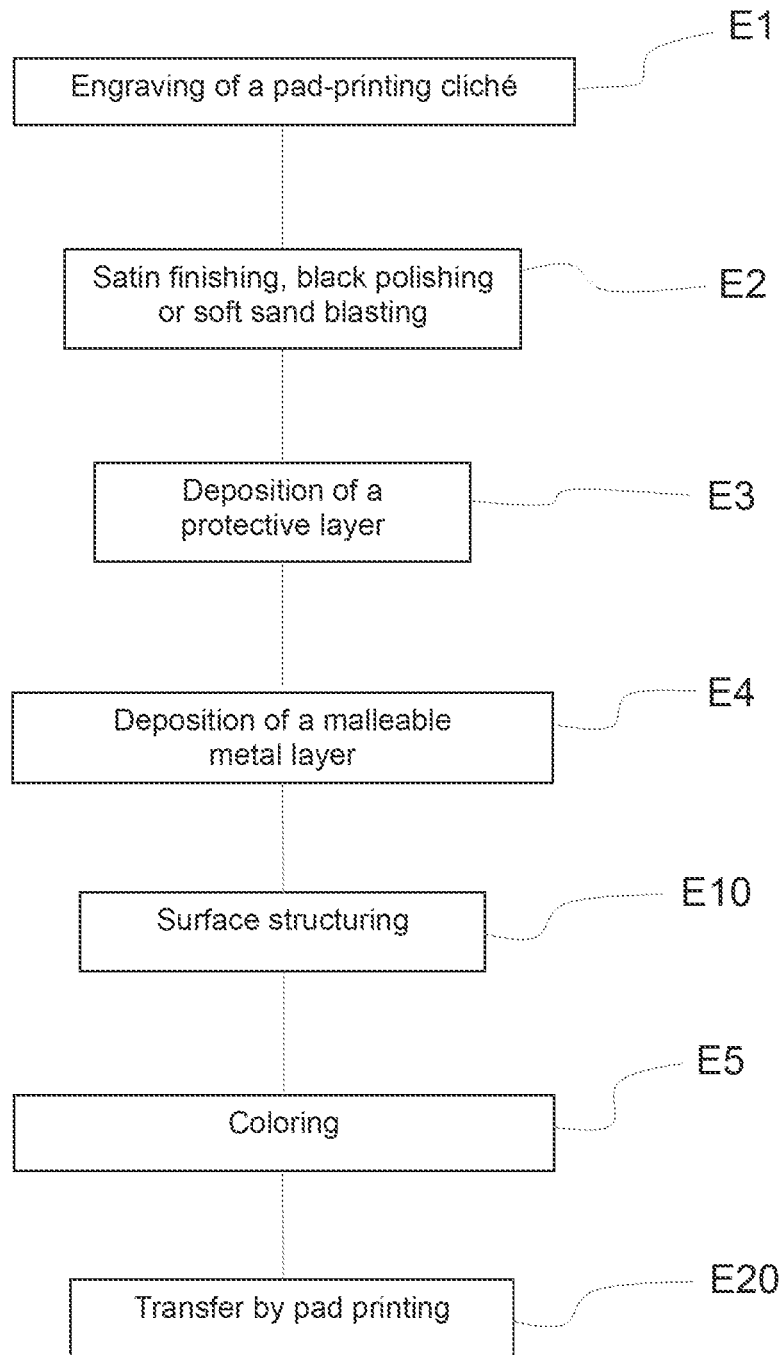 E1
Engraving of a pad-printing cliché
Satin finishing, black polishing
or soft sand blasting
E2
Deposition of a
protective layer
E3
Deposition of a malleable
metal layer
E4
Surface structuring
E10
Coloring
E5
Transfer by pad printing
E20